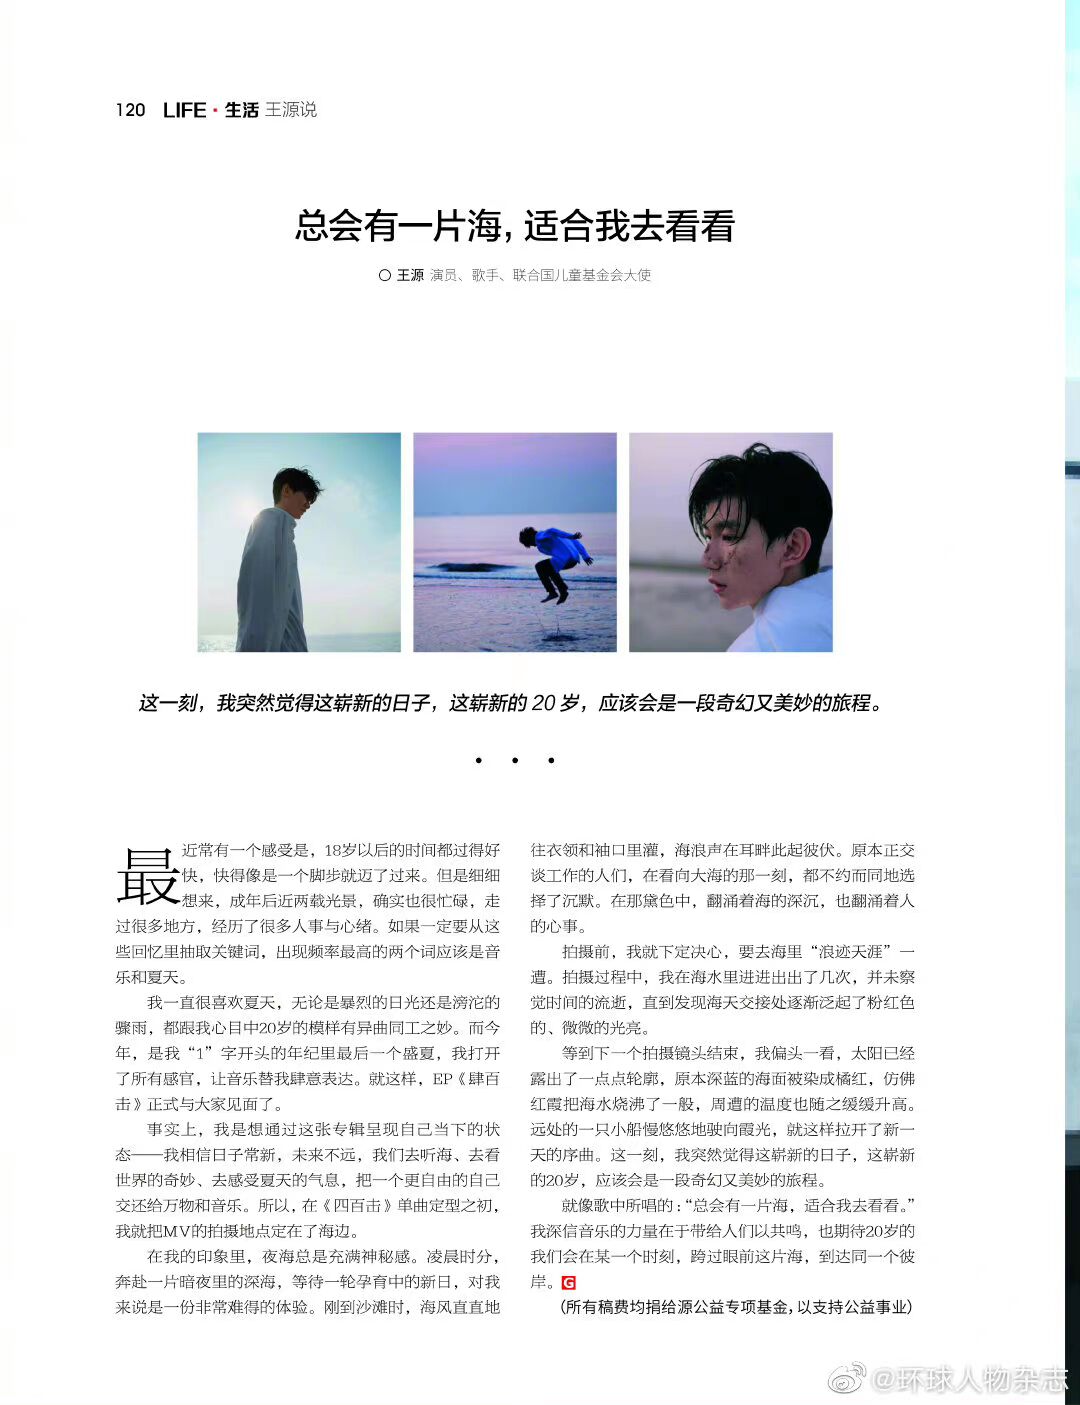 120 LIFE·生活 王源说
总会有一片海，适合我去看看
○ 王源 演员、歌手、联合国儿童基金会大使
这一刻，我突然觉得这崭新的日子，这崭新的 20 岁，应该会是一段奇幻又美妙的旅程。
• • •
最近常有一个感受是，18岁以后的时间都过得好
快，快得像是一个脚步就迈了过来。但是细细
想来，成年后近两载光景，确实也很忙碌，走
过很多地方，经历了很多人事与心绪。如果一定要从这
些回忆里抽取关键词，出现频率最高的两个词应该是音
乐和夏天。
我一直很喜欢夏天，无论是暴烈的日光还是滂沱的
骤雨，都跟我心目中20岁的模样有异曲同工之妙。而今
年，是我“1”字开头的年纪里最后一个盛夏，我打开
了所有感官，让音乐替我肆意表达。就这样，EP《肆百
击》正式与大家见面了。
事实上，我是想通过这张专辑呈现自己当下的状
态——我相信日子常新，未来不远，我们去听海、去看
世界的奇妙、去感受夏天的气息，把一个更自由的自己
交还给万物和音乐。所以，在《四百击》单曲定型之初，
我就把MV的拍摄地点定在了海边。
在我的印象里，夜海总是充满神秘感。凌晨时分，
奔赴一片暗夜里的深海，等待一轮孕育中的新日，对我
来说是一份非常难得的体验。刚到沙滩时，海风直直地
往衣领和袖口里灌，海浪声在耳畔此起彼伏。原本正交
谈工作的人们，在看向大海的那一刻，都不约而同地选
择了沉默。在那黛色中，翻涌着海的深沉，也翻涌着人
的心事。
拍摄前，我就下定决心，要去海里“浪迹天涯”一
遭。拍摄过程中，我在海水里进进出出了几次，并未察
觉时间的流逝，直到发现海天交接处逐渐泛起了粉红色
的、微微的光亮。
等到下一个拍摄镜头结束，我偏头一看，太阳已经
露出了一点点轮廓，原本深蓝的海面被染成橘红，仿佛
红霞把海水烧沸了一般，周遭的温度也随之缓缓升高。
远处的一只小船慢悠悠地驶向霞光，就这样拉开了新一
天的序曲。这一刻，我突然觉得这崭新的日子，这崭新
的20岁，应该会是一段奇幻又美妙的旅程。
就像歌中所唱的：“总会有一片海，适合我去看看。”
我深信音乐的力量在于带给人们以共鸣，也期待20岁的
我们会在某一个时刻，跨过眼前这片海，到达同一个彼
岸。G
（所有稿费均捐给源公益专项基金，以支持公益事业）
@环球人物杂志